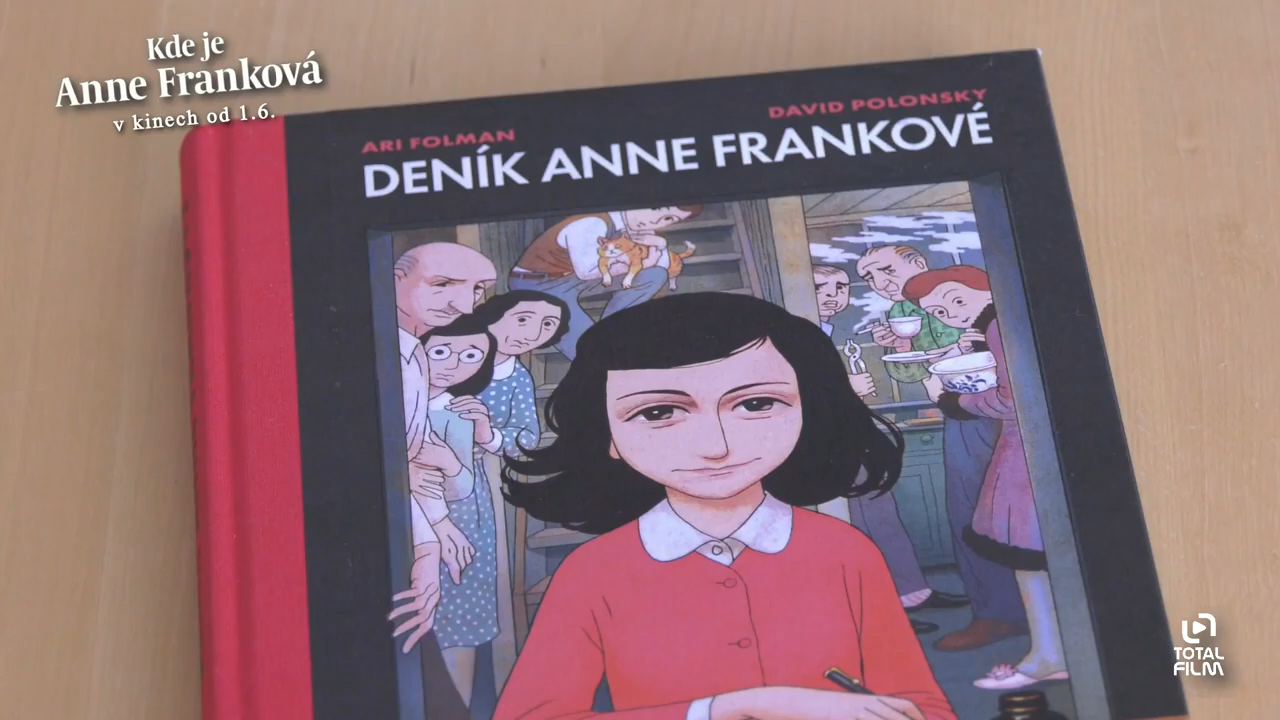 Kde je
Anne Franková
v kinech od 1.6.
ARI FOLMAN
DAVID POLONSKY
DENÍK ANNE FRANKOVÉ
TOTAL
FILM